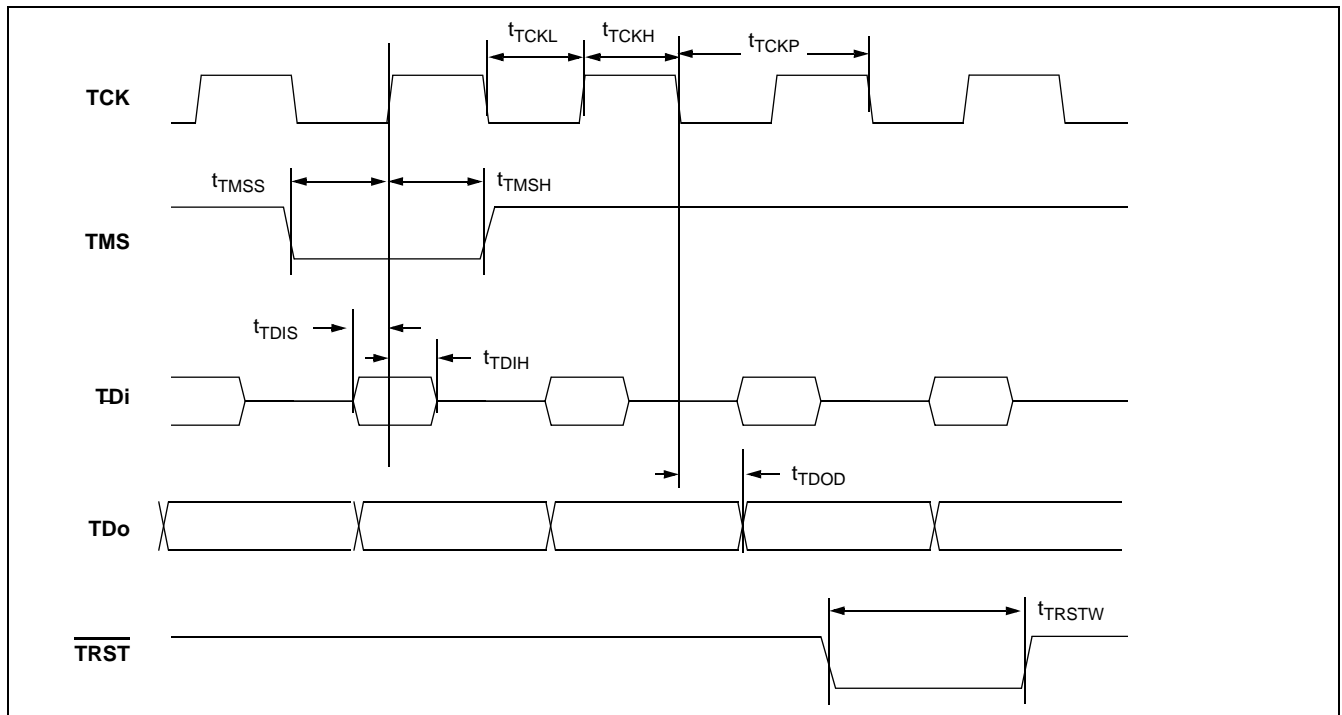 tTCKL tTCKH tTCKP
TCK
tTMSS tTMSH
TMS
tTDIS
tTDIH
TDi
tTDOD
TDo
tTRSTW
TRST